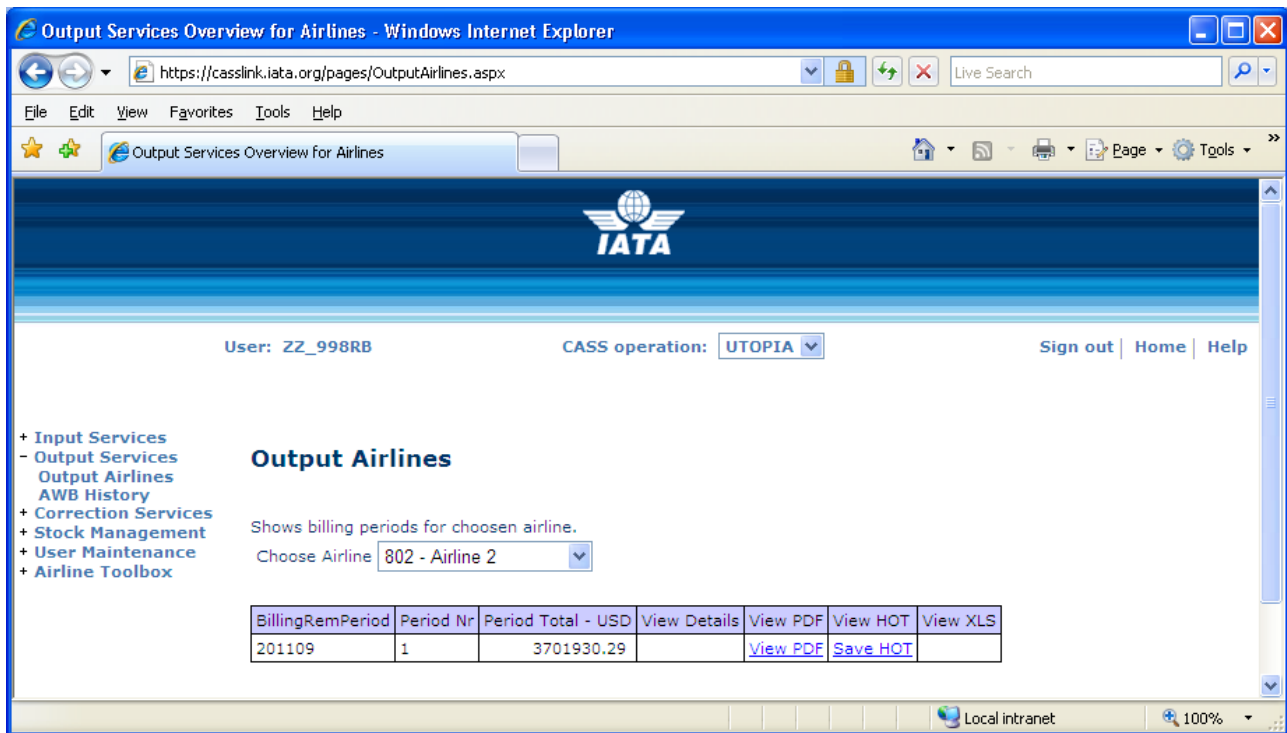 Output Services Overview for Airlines - Windows Internet Explorer
https://casslink.iata.org/pages/OutputAirlines.aspx
Live Search
File Edit View Favorites Tools Help
Output Services Overview for Airlines
Page Tools »
IATA
User: ZZ_998RB CASS operation: UTOPIA Sign out | Home | Help
+ Input Services
- Output Services
Output Airlines
AWB History
+ Correction Services
+ Stock Management
+ User Maintenance
+ Airline Toolbox
Output Airlines
Shows billing periods for choosen airline.
Choose Airline 802 - Airline 2
BillingRemPeriod Period Nr Period Total - USD View Details View PDF View HOT View XLS
201109 1 3701930.29 View PDF Save HOT
Local intranet 100%